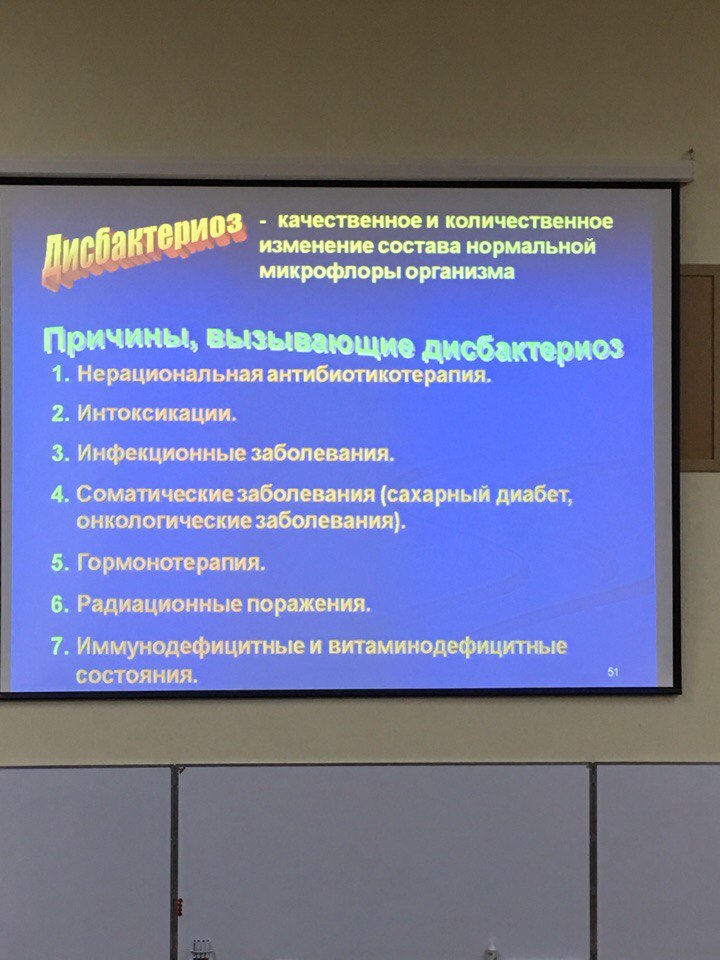 Дисбактериоз - качественное и количественное
изменение состава нормальной
микрофлоры организма
Причины, вызывающие дисбактериоз
1. Нерациональная антибиотикотерапия.
2. Интоксикации.
3. Инфекционные заболевания.
4. Соматические заболевания (сахарный диабет,
онкологические заболевания).
5. Гормонотерапия.
6. Радиационные поражения.
7. Иммунодефицитные и витаминодефицитные
состояния.
51